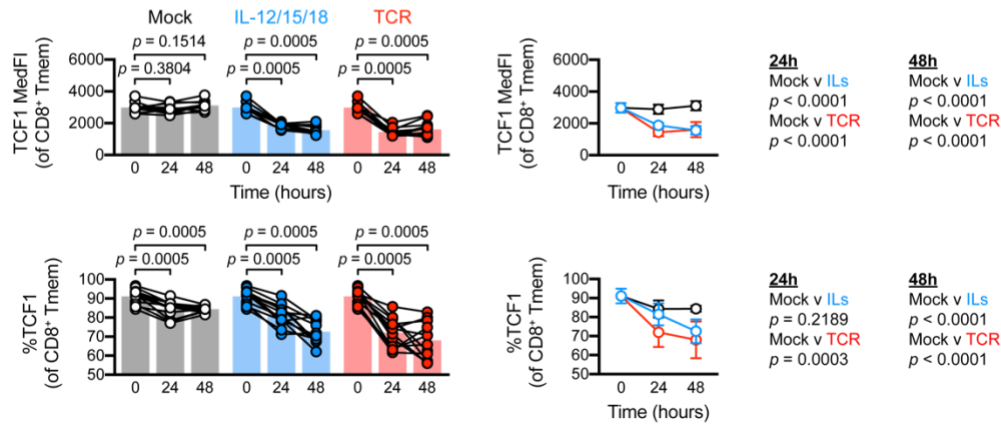 Mock IL-12/15/18 TCR
p = 0.1514 p = 0.0005 p = 0.0005
p = 0.3804 p = 0.0005 p = 0.0005
TCF1 MedFI
(of CD8⁺ Tmem)
6000
4000
2000
0
0 24 48 0 24 48 0 24 48
Time (hours)
TCF1 MedFI
(of CD8⁺ Tmem)
6000
4000
2000
0
0 24 48
Time (hours)
24h
Mock v ILs
p < 0.0001
Mock v TCR
p < 0.0001
48h
Mock v ILs
p < 0.0001
Mock v TCR
p < 0.0001
p = 0.0005 p = 0.0005 p = 0.0005
p = 0.0005 p = 0.0005 p = 0.0005
%TCF1
(of CD8⁺ Tmem)
100
90
80
70
60
50
0 24 48 0 24 48 0 24 48
Time (hours)
%TCF1
(of CD8⁺ Tmem)
100
90
80
70
60
50
0 24 48
Time (hours)
24h
Mock v ILs
p = 0.2189
Mock v TCR
p = 0.0003
48h
Mock v ILs
p < 0.0001
Mock v TCR
p < 0.0001